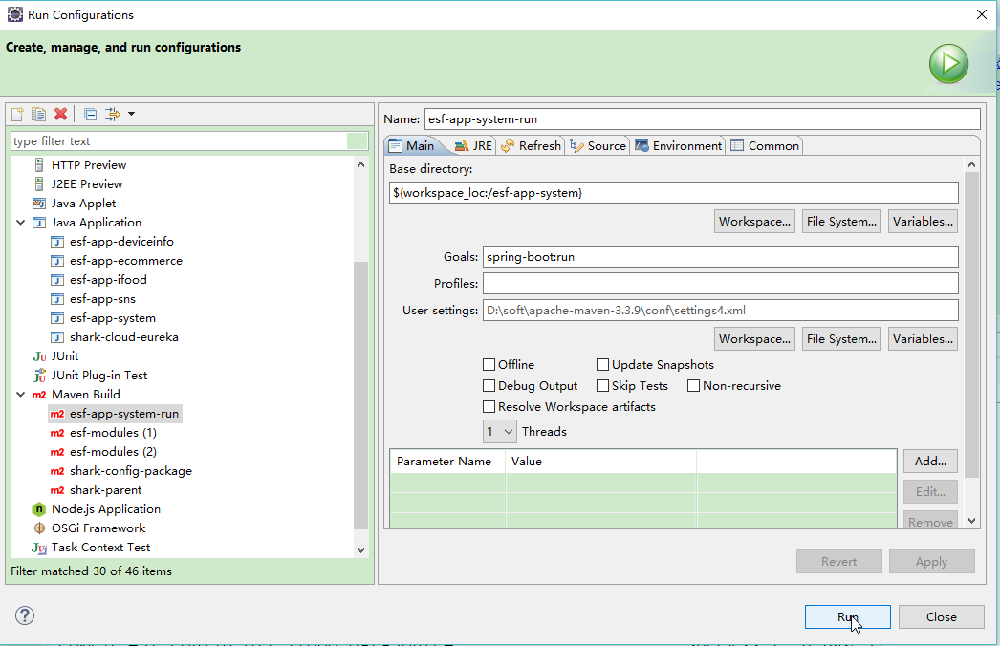 Run Configurations
Create, manage, and run configurations
type filter text
HTTP Preview
J2EE Preview
Java Applet
Java Application
esf-app-deviceinfo
esf-app-ecommerce
esf-app-ifood
esf-app-sns
esf-app-system
shark-cloud-eureka
JUnit
JUnit Plug-in Test
Maven Build
esf-app-system-run
esf-modules (1)
esf-modules (2)
shark-config-package
shark-parent
Node.js Application
OSGi Framework
Task Context Test
Filter matched 30 of 46 items
Name: esf-app-system-run
Main JRE Refresh Source Environment Common
Base directory:
${workspace_loc:/esf-app-system}
Workspace... File System... Variables...
Goals: spring-boot:run
Profiles:
User settings: D:\soft\apache-maven-3.3.9\conf\settings4.xml
Workspace... File System... Variables...
Offline Update Snapshots
Debug Output Skip Tests Non-recursive
Resolve Workspace artifacts
1 Threads
Parameter Name Value Add...
Edit...
Remove
Revert Apply
Run Close